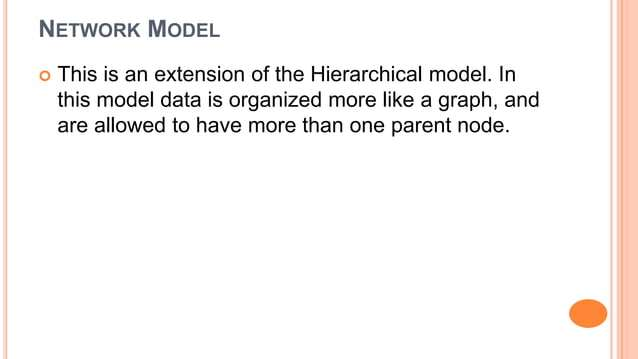 NETWORK MODEL
This is an extension of the Hierarchical model. In
this model data is organized more like a graph, and
are allowed to have more than one parent node.